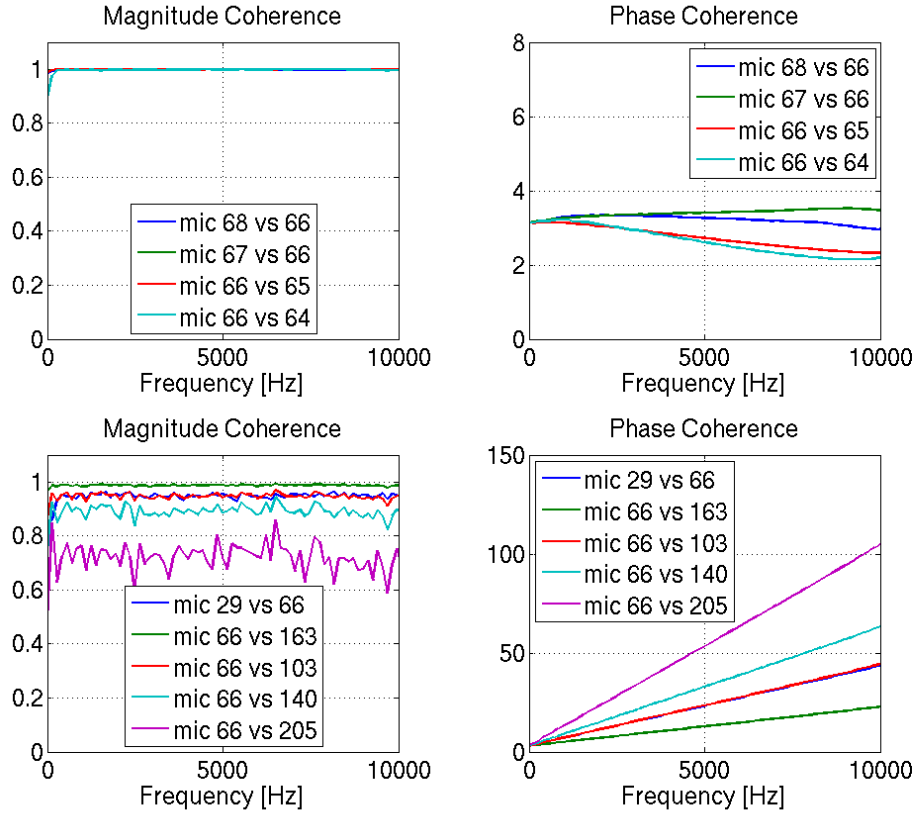 Magnitude Coherence
1
0.8
0.6
0.4
0.2
0
0
5000
10000
Frequency [Hz]
mic 68 vs 66
mic 67 vs 66
mic 66 vs 65
mic 66 vs 64
Phase Coherence
8
6
4
2
0
0
5000
10000
Frequency [Hz]
mic 68 vs 66
mic 67 vs 66
mic 66 vs 65
mic 66 vs 64
Magnitude Coherence
1
0.8
0.6
0.4
0.2
0
0
5000
10000
Frequency [Hz]
mic 29 vs 66
mic 66 vs 163
mic 66 vs 103
mic 66 vs 140
mic 66 vs 205
Phase Coherence
150
100
50
0
0
5000
10000
Frequency [Hz]
mic 29 vs 66
mic 66 vs 163
mic 66 vs 103
mic 66 vs 140
mic 66 vs 205